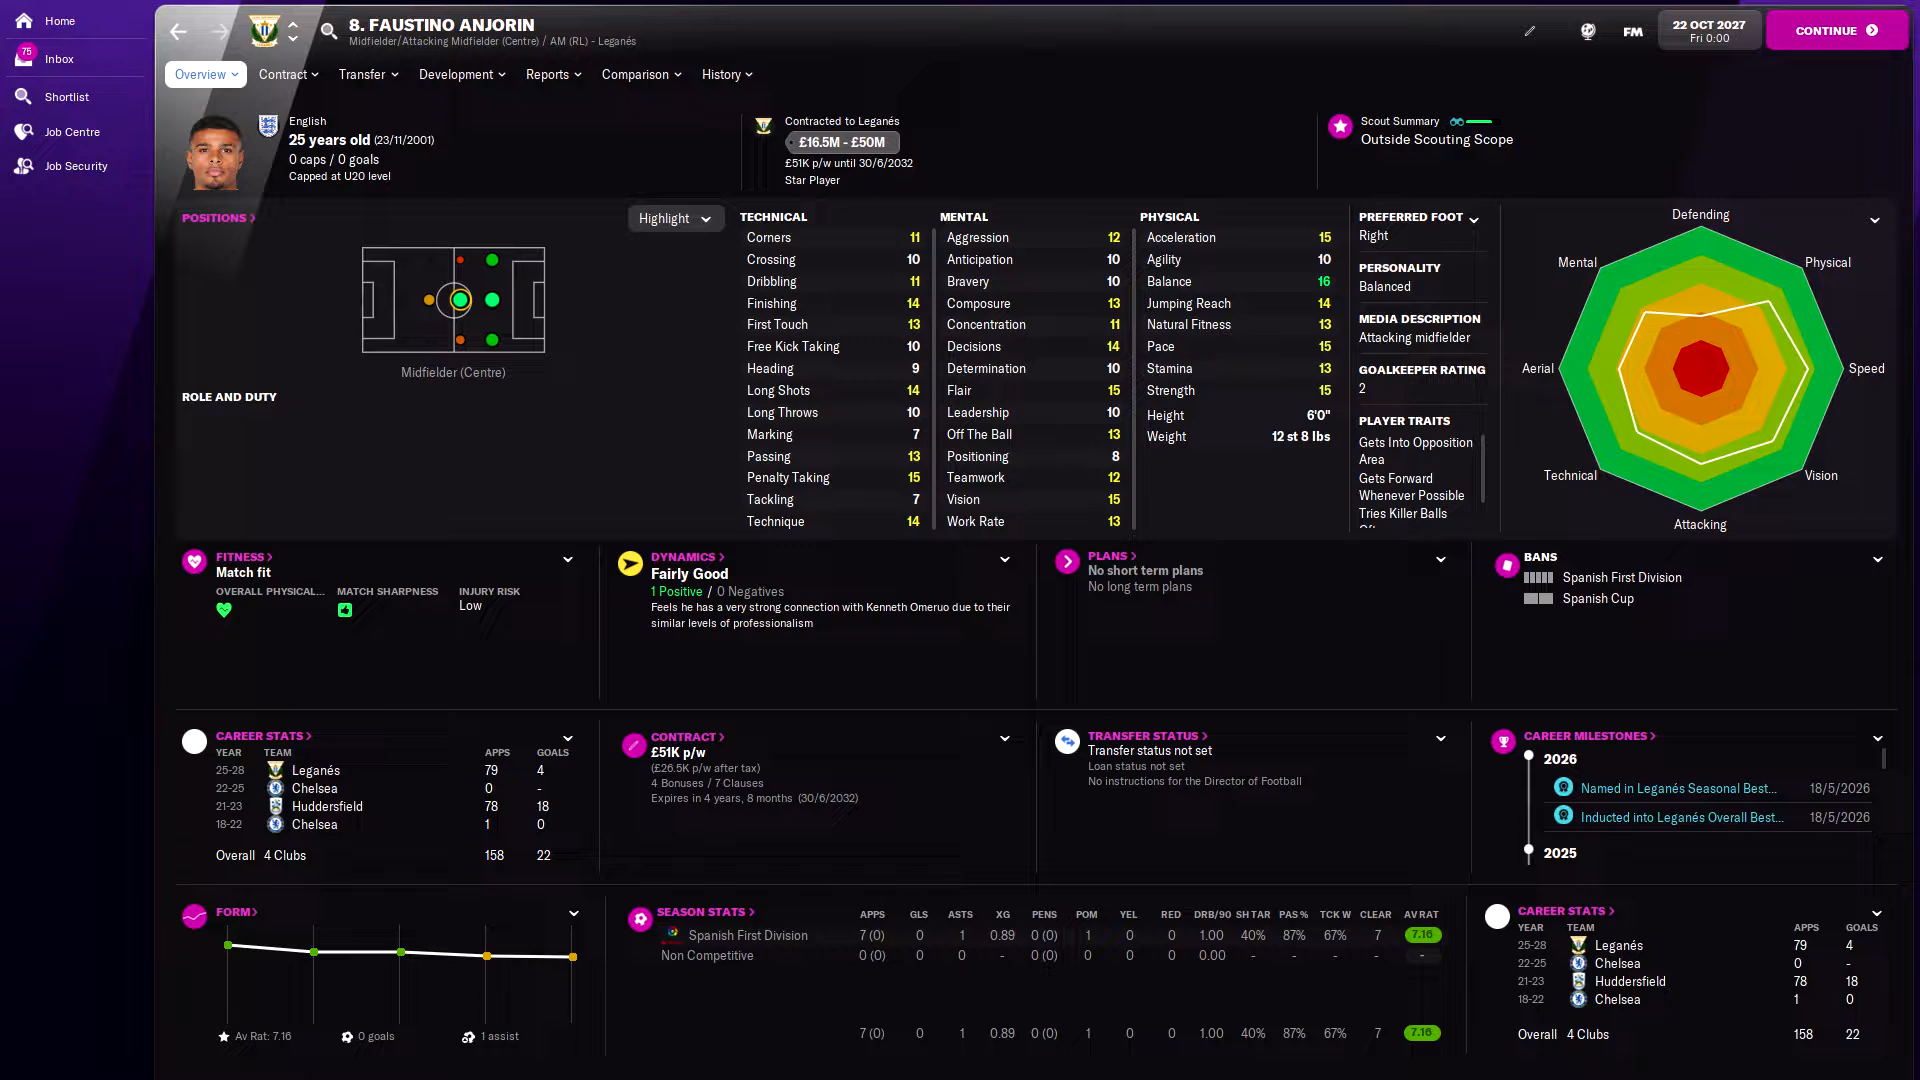 Home
75
Inbox
Shortlist
Job Centre
Job Security
8. FAUSTINO ANJORIN
Midfielder/Attacking Midfielder (Centre) / AM (RL) - Leganés
FM
22 OCT 2027
Fri 0:00
CONTINUE
Overview
Contract
Transfer
Development
Reports
Comparison
History
English
25 years old (23/11/2001)
0 caps / 0 goals
Capped at U20 level
Contracted to Leganés
£16.5M - £50M
£51K p/w until 30/6/2032
Star Player
Scout Summary
Outside Scouting Scope
POSITIONS
Highlight
Midfielder (Centre)
ROLE AND DUTY
TECHNICAL
Corners 11
Crossing 10
Dribbling 11
Finishing 14
First Touch 13
Free Kick Taking 10
Heading 9
Long Shots 14
Long Throws 10
Marking 7
Passing 13
Penalty Taking 15
Tackling 7
Technique 14
MENTAL
Aggression 12
Anticipation 10
Bravery 10
Composure 13
Concentration 11
Decisions 14
Determination 10
Flair 15
Leadership 10
Off The Ball 13
Positioning 8
Teamwork 12
Vision 15
Work Rate 13
PHYSICAL
Acceleration 15
Agility 10
Balance 16
Jumping Reach 14
Natural Fitness 13
Pace 15
Stamina 13
Strength 15
Height 6'0"
Weight 12 st 8 lbs
PREFERRED FOOT
Right
PERSONALITY
Balanced
MEDIA DESCRIPTION
Attacking midfielder
GOALKEEPER RATING
2
PLAYER TRAITS
Gets Into Opposition
Area
Gets Forward
Whenever Possible
Tries Killer Balls
Defending
Physical
Speed
Vision
Attacking
Technical
Aerial
Mental
FITNESS
Match fit
OVERALL PHYSICAL... MATCH SHARPNESS INJURY RISK
Low
DYNAMICS
Fairly Good
1 Positive / 0 Negatives
Feels he has a very strong connection with Kenneth Omeruo due to their
similar levels of professionalism
PLANS
No short term plans
No long term plans
BANS
Spanish First Division
Spanish Cup
CAREER STATS
YEAR TEAM APPS GOALS
25-28 Leganés 79 4
22-25 Chelsea 0 -
21-23 Huddersfield 78 18
18-22 Chelsea 1 0
Overall 4 Clubs 158 22
CONTRACT
£51K p/w
(£26.5K p/w after tax)
4 Bonuses / 7 Clauses
Expires in 4 years, 8 months (30/6/2032)
TRANSFER STATUS
Transfer status not set
Loan status not set
No instructions for the Director of Football
CAREER MILESTONES
2026
Named in Leganés Seasonal Best... 18/5/2026
Inducted into Leganés Overall Best... 18/5/2026
2025
FORM
Av Rat: 7.16 0 goals 1 assist
SEASON STATS APPS GLS ASTS XG PENS POM YEL RED DRB/90 SH TAR PAS % TCK W CLEAR AV RAT
Spanish First Division 7 (0) 0 1 0.89 0 (0) 1 0 0 1.00 40% 87% 67% 7 7.16
Non Competitive 0 (0) 0 0 - 0 (0) 0 0 0 0.00 - - - - -
7 (0) 0 1 0.89 0 (0) 1 0 0 1.00 40% 87% 67% 7 7.16
CAREER STATS
YEAR TEAM APPS GOALS
25-28 Leganés 79 4
22-25 Chelsea 0 -
21-23 Huddersfield 78 18
18-22 Chelsea 1 0
Overall 4 Clubs 158 22